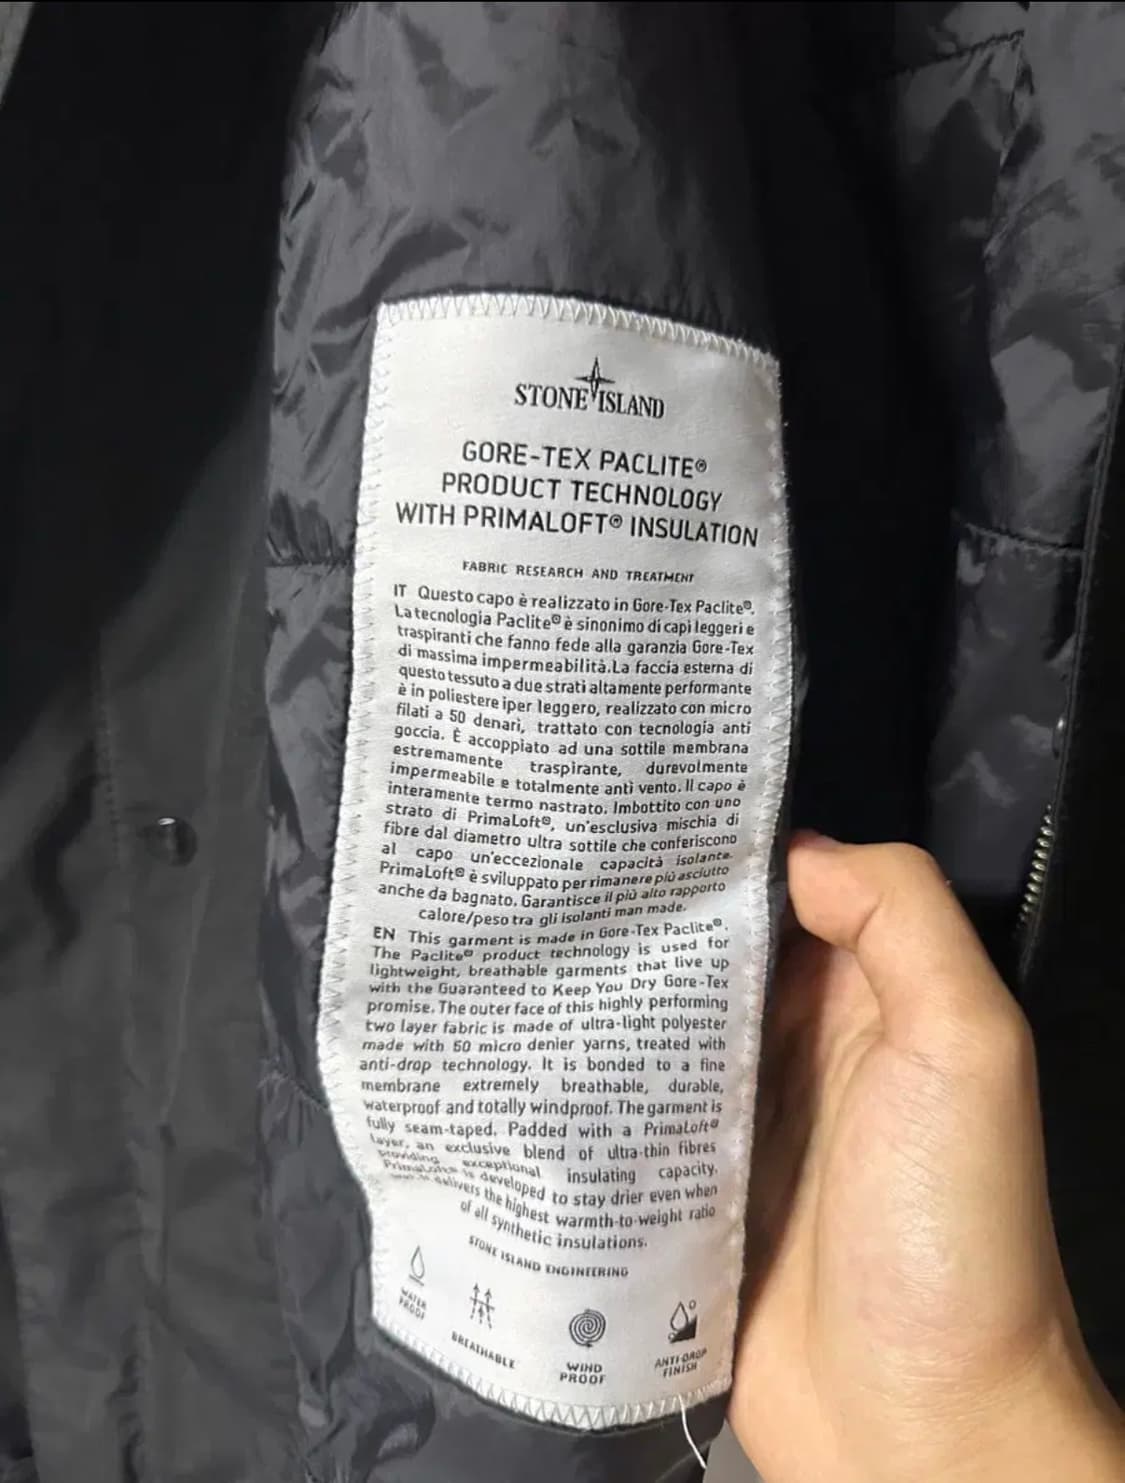 STONE ISLAND
GORE-TEX PACLITE®
PRODUCT TECHNOLOGY
WITH PRIMALOFT® INSULATION
FABRIC RESEARCH AND TREATMENT
IT Questo capo è realizzato in Gore-Tex Paclite®.
La tecnologia Paclite® è sinonimo di capi leggeri e
traspiranti che fanno fede alla garanzia Gore-Tex
di massima impermeabilità.La faccia esterna di
questo tessuto a due strati altamente performante
è in poliestere iper leggero, realizzato con micro
filati a 50 denari, trattato con tecnologia anti
goccia. È accoppiato ad una sottile membrana
estremamente traspirante, durevolmente
impermeabile e totalmente anti vento. Il capo è
interamente termo nastrato. Imbottito con uno
strato di PrimaLoft®, un'esclusiva mischia di
fibre dal diametro ultra sottile che conferiscono
al capo un'eccezionale capacità isolante.
PrimaLoft® è sviluppato per rimanere più asciutto
anche da bagnato. Garantisce il più alto rapporto
calore/peso tra gli isolanti man made.
EN This garment is made in Gore-Tex Paclite®.
The Paclite® product technology is used for
lightweight, breathable garments that live up
with the Guaranteed to Keep You Dry Gore-Tex
promise. The outer face of this highly performing
two layer fabric is made of ultra-light polyester
made with 50 micro denier yarns, treated with
anti-drop technology. It is bonded to a fine
membrane extremely breathable, durable,
waterproof and totally windproof. The garment is
fully seam-taped. Padded with a PrimaLoft®
layer, an exclusive blend of ultra-thin fibres
providing exceptional insulating capacity.
PrimaLoft® is developed to stay drier even when
delivers the highest warmth-to-weight ratio
of all synthetic insulations.
STONE ISLAND ENGINEERING
WATER
PROOF
BREATHABLE
WIND
PROOF
ANTI-DROP
FINISH